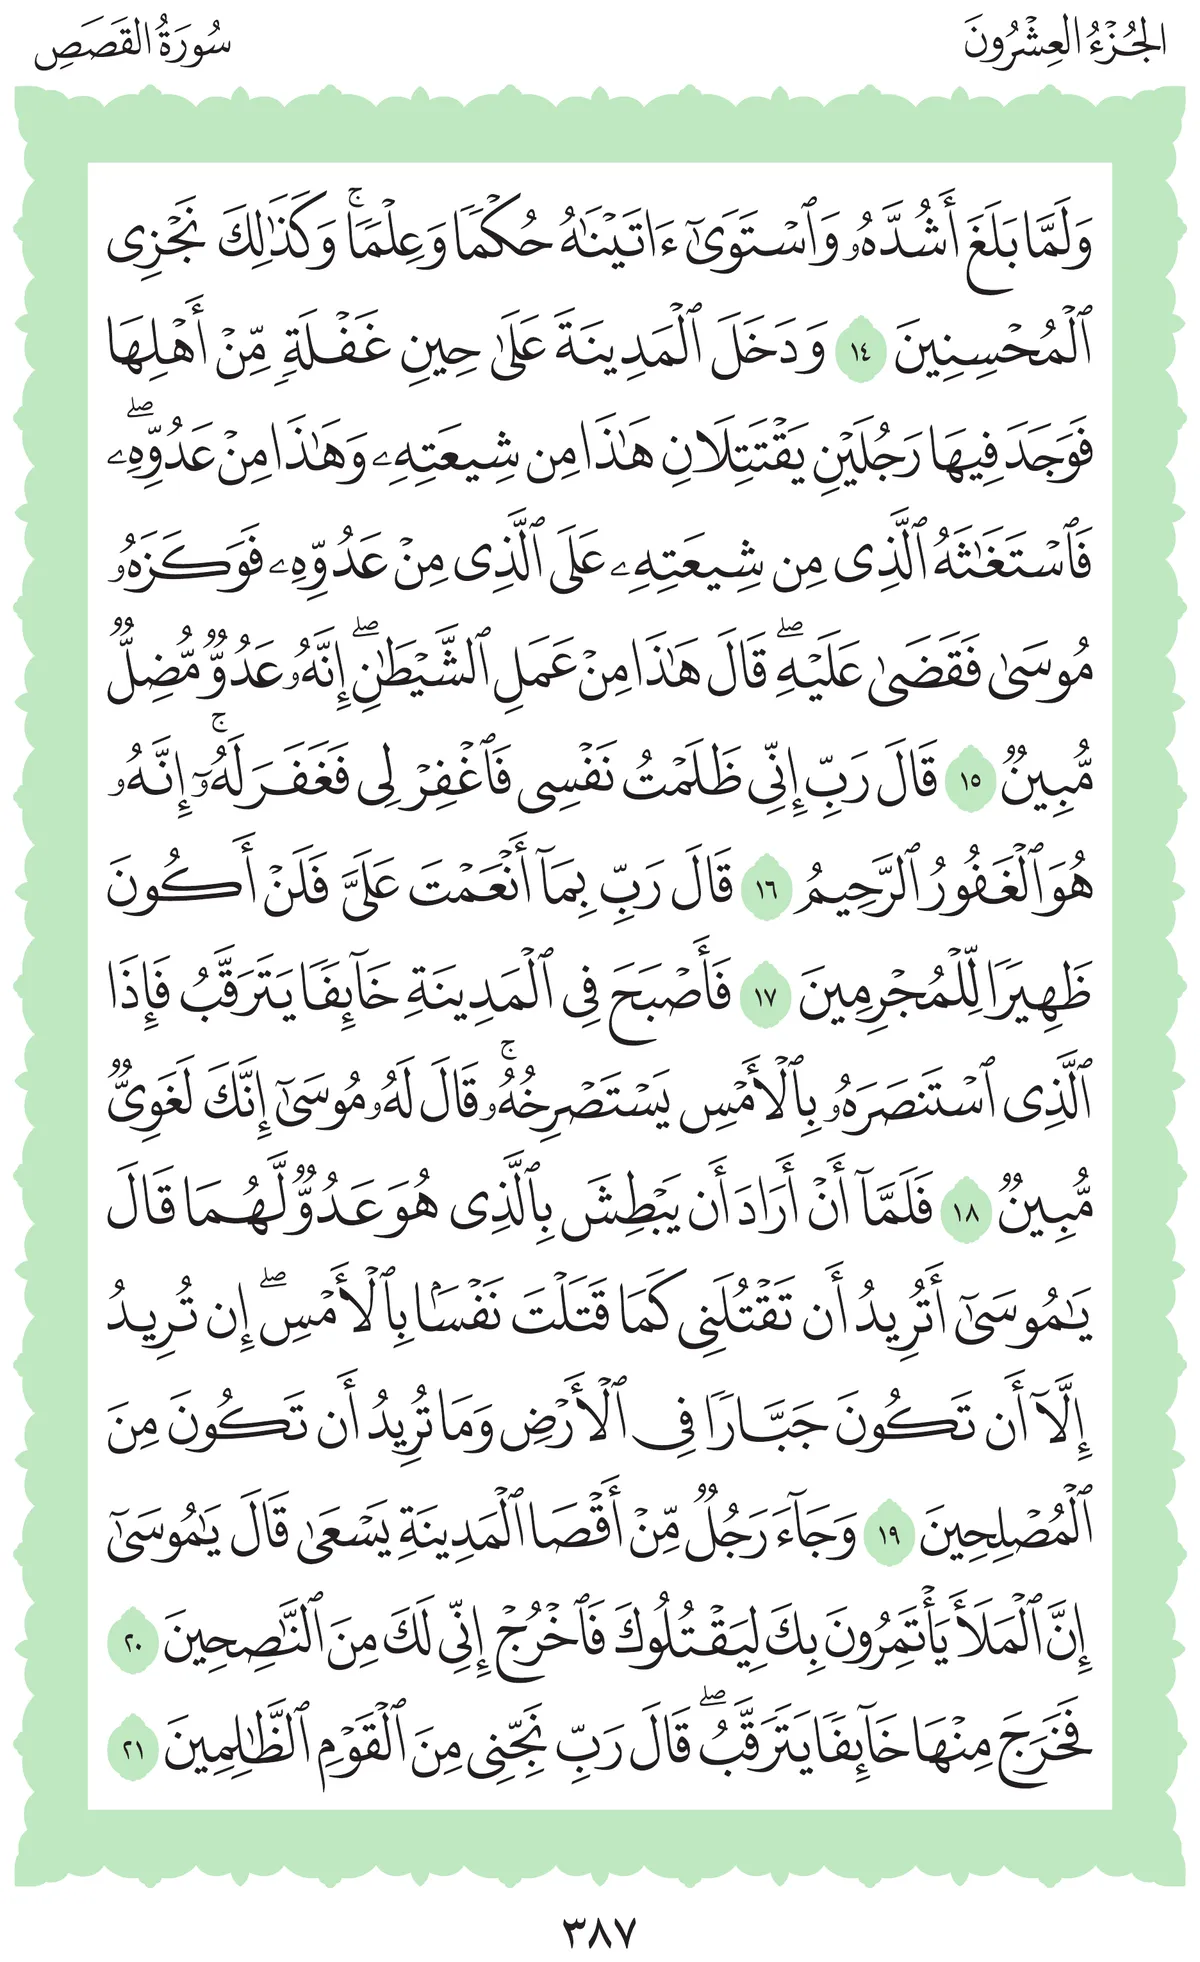 الجُزْءُ العِشْرُونَ
سُورَةُ القَصَصِ
وَلَمَّا بَلَغَ أَشُدَّهُۥ وَٱسْتَوَىٰٓ ءَاتَيْنَٰهُ حُكْمًا وَعِلْمًاۚ وَكَذَٰلِكَ نَجْزِى
ٱلْمُحْسِنِينَ ١٤ وَدَخَلَ ٱلْمَدِينَةَ عَلَىٰ حِينِ غَفْلَةٍ مِّنْ أَهْلِهَا
فَوَجَدَ فِيهَا رَجُلَيْنِ يَقْتَتِلَانِ هَٰذَا مِن شِيعَتِهِۦ وَهَٰذَا مِنْ عَدُوِّهِۦۖ
فَٱسْتَغَٰثَهُ ٱلَّذِى مِن شِيعَتِهِۦ عَلَى ٱلَّذِى مِنْ عَدُوِّهِۦ فَوَكَزَهُۥ
مُوسَىٰ فَقَضَىٰ عَلَيْهِۖ قَالَ هَٰذَا مِنْ عَمَلِ ٱلشَّيْطَٰنِۖ إِنَّهُۥ عَدُوٌّ مُّضِلٌّ
مُّبِينٌ ١٥ قَالَ رَبِّ إِنِّى ظَلَمْتُ نَفْسِى فَٱغْفِرْ لِى فَغَفَرَ لَهُۥٓۚ إِنَّهُۥ
هُوَ ٱلْغَفُورُ ٱلرَّحِيمُ ١٦ قَالَ رَبِّ بِمَآ أَنْعَمْتَ عَلَىَّ فَلَنْ أَكُونَ
ظَهِيرًا لِّلْمُجْرِمِينَ ١٧ فَأَصْبَحَ فِى ٱلْمَدِينَةِ خَآئِفًا يَتَرَقَّبُ فَإِذَا
ٱلَّذِى ٱسْتَنصَرَهُۥ بِٱلْأَمْسِ يَسْتَصْرِخُهُۥۚ قَالَ لَهُۥ مُوسَىٰٓ إِنَّكَ لَغَوِىٌّ
مُّبِينٌ ١٨ فَلَمَّآ أَنْ أَرَادَ أَن يَبْطِشَ بِٱلَّذِى هُوَ عَدُوٌّ لَّهُمَا قَالَ
يَٰمُوسَىٰٓ أَتُرِيدُ أَن تَقْتُلَنِى كَمَا قَتَلْتَ نَفْسًۢا بِٱلْأَمْسِۖ إِن تُرِيدُ
إِلَّآ أَن تَكُونَ جَبَّارًا فِى ٱلْأَرْضِ وَمَا تُرِيدُ أَن تَكُونَ مِنَ
ٱلْمُصْلِحِينَ ١٩ وَجَآءَ رَجُلٌ مِّنْ أَقْصَا ٱلْمَدِينَةِ يَسْعَىٰ قَالَ يَٰمُوسَىٰٓ
إِنَّ ٱلْمَلَأَ يَأْتَمِرُونَ بِكَ لِيَقْتُلُوكَ فَٱخْرُجْ إِنِّى لَكَ مِنَ ٱلنَّٰصِحِينَ ٢٠
فَخَرَجَ مِنْهَا خَآئِفًا يَتَرَقَّبُۖ قَالَ رَبِّ نَجِّنِى مِنَ ٱلْقَوْمِ ٱلظَّٰلِمِينَ ٢١
٣٨٧